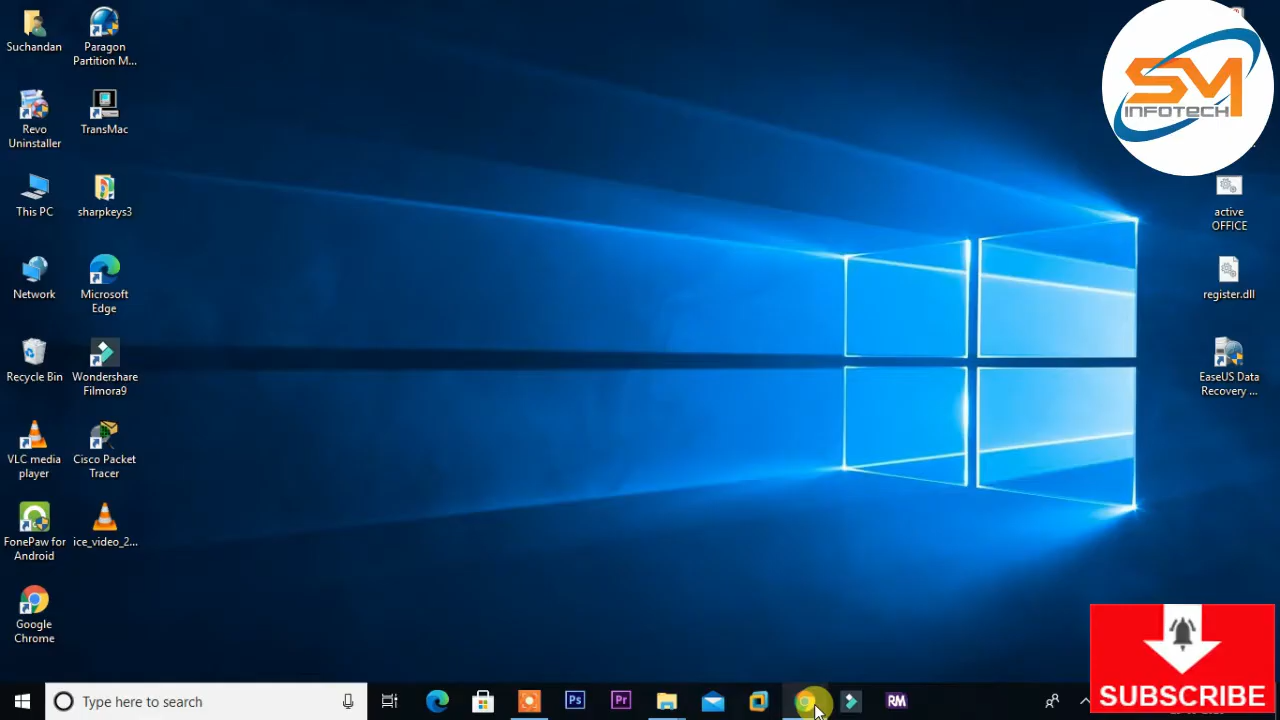 Suchandan
Paragon
Partition M...
Revo
Uninstaller
TransMac
This PC
sharpkeys3
Network
Microsoft
Edge
Recycle Bin
Wondershare
Filmora9
VLC media
player
Cisco Packet
Tracer
FonePaw for
Android
ice_video_2...
Google
Chrome
SM
INFOTECH
active
OFFICE
register.dll
EaseUS Data
Recovery ...
SUBSCRIBE
Type here to search
Ps
Pr
RM